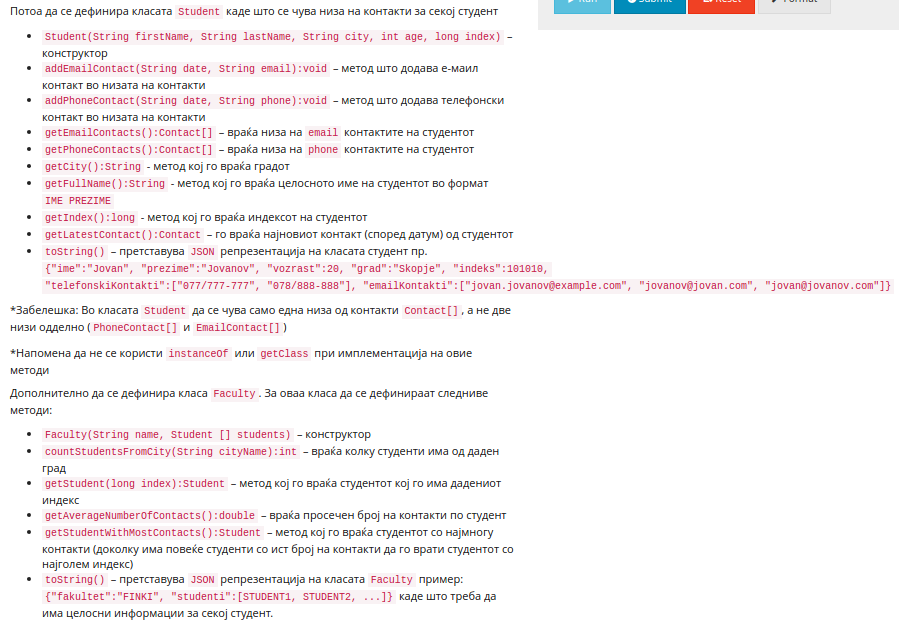 Потоа да се дефинира класата Student каде што се чува низа на контакти за секој студент
Submit
Reset
Format
Student(String firstName, String lastName, String city, int age, long index) –
конструктор
addEmailContact(String date, String email):void – метод што додава е-маил
контакт во низата на контакти
addPhoneContact(String date, String phone):void – метод што додава телефонски
контакт во низата на контакти
getEmailContacts():Contact[] – враќа низа на email контактите на студентот
getPhoneContacts():Contact[] – враќа низа на phone контактите на студентот
getCity():String - метод кој го враќа градот
getFullName():String - метод кој го враќа целосното име на студентот во формат
IME PREZIME
getIndex():long - метод кој го враќа индексот на студентот
getLatestContact():Contact – го враќа најновиот контакт (според датум) од студентот
toString() – претставува JSON репрезентација на класата студент пр.
{"ime":"Jovan", "prezime":"Jovanov", "vozrast":20, "grad":"Skopje", "indeks":101010,
"telefonskiKontakti":["077/777-777", "078/888-888"], "emailKontakti":["jovan.jovanov@example.com", "jovanov@jovan.com", "jovan@jovanov.com"]}
*Забелешка: Во класата Student да се чува само една низа од контакти Contact[], а не две
низи одделно (PhoneContact[] и EmailContact[])
*Напомена да не се користи instanceOf или getClass при имплементација на овие
методи
Дополнително да се дефинира класа Faculty. За оваа класа да се дефинираат следниве
методи:
Faculty(String name, Student [] students) – конструктор
countStudentsFromCity(String cityName):int – враќа колку студенти има од даден
град
getStudent(long index):Student – метод кој го враќа студентот кој го има дадениот
индекс
getAverageNumberOfContacts():double – враќа просечен број на контакти по студент
getStudentWithMostContacts():Student – метод кој го враќа студентот со најмногу
контакти (доколку има повеќе студенти со ист број на контакти да го врати студентот со
најголем индекс)
toString() – претставува JSON репрезентација на класата Faculty пример:
{"fakultet":"FINKI", "studenti":[STUDENT1, STUDENT2, ...]} каде што треба да
има целосни информации за секој студент.